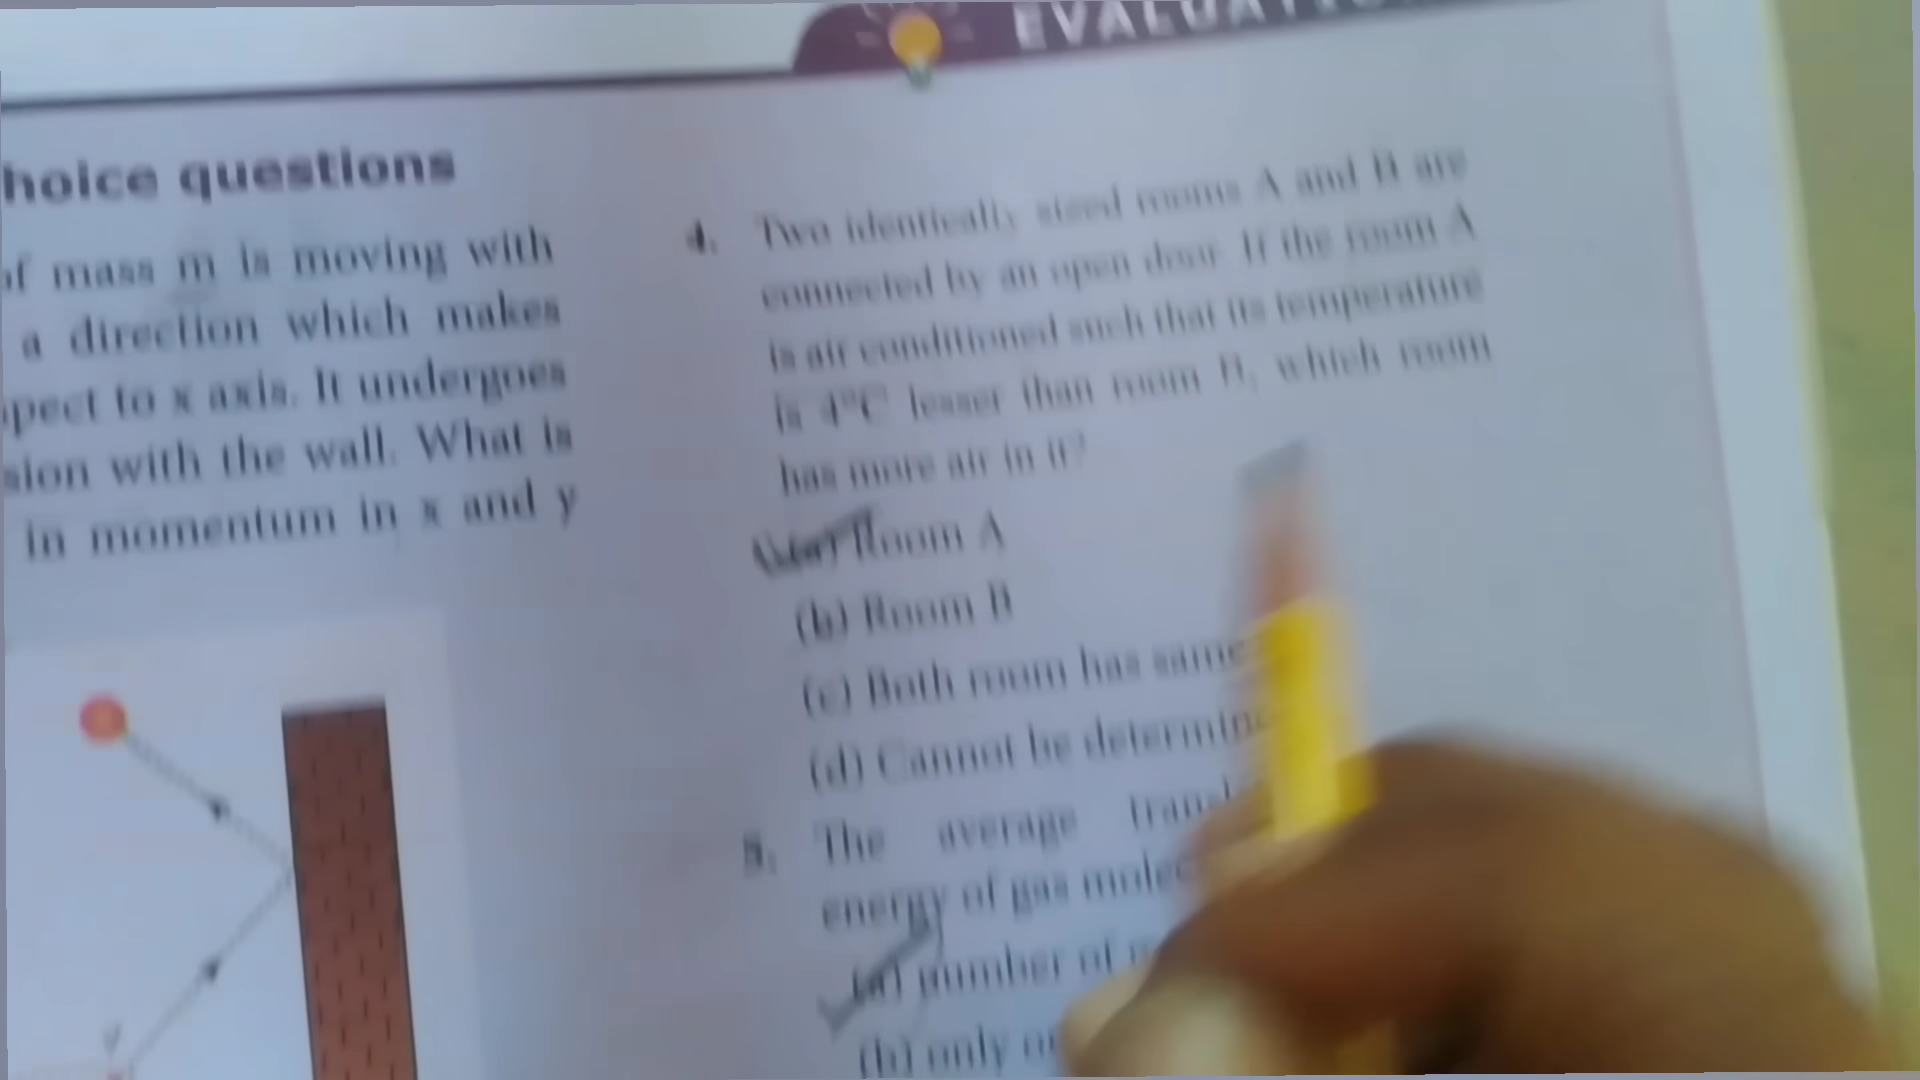 EVALUATIO
hoice questions
of mass m is moving with
a direction which makes
pect to x axis. It undergoes
sion with the wall. What is
in momentum in x and y
4. Two identically sized rooms A and B are
connected by an open door. If the room A
is air conditioned such that its temperature
is 4°C lesser than room B, which room
has more air in it?
(a) Room A
(b) Room B
(c) Both room has same
(d) Cannot be determine
5. The average transl
energy of gas molec
(a) number of
(b) only